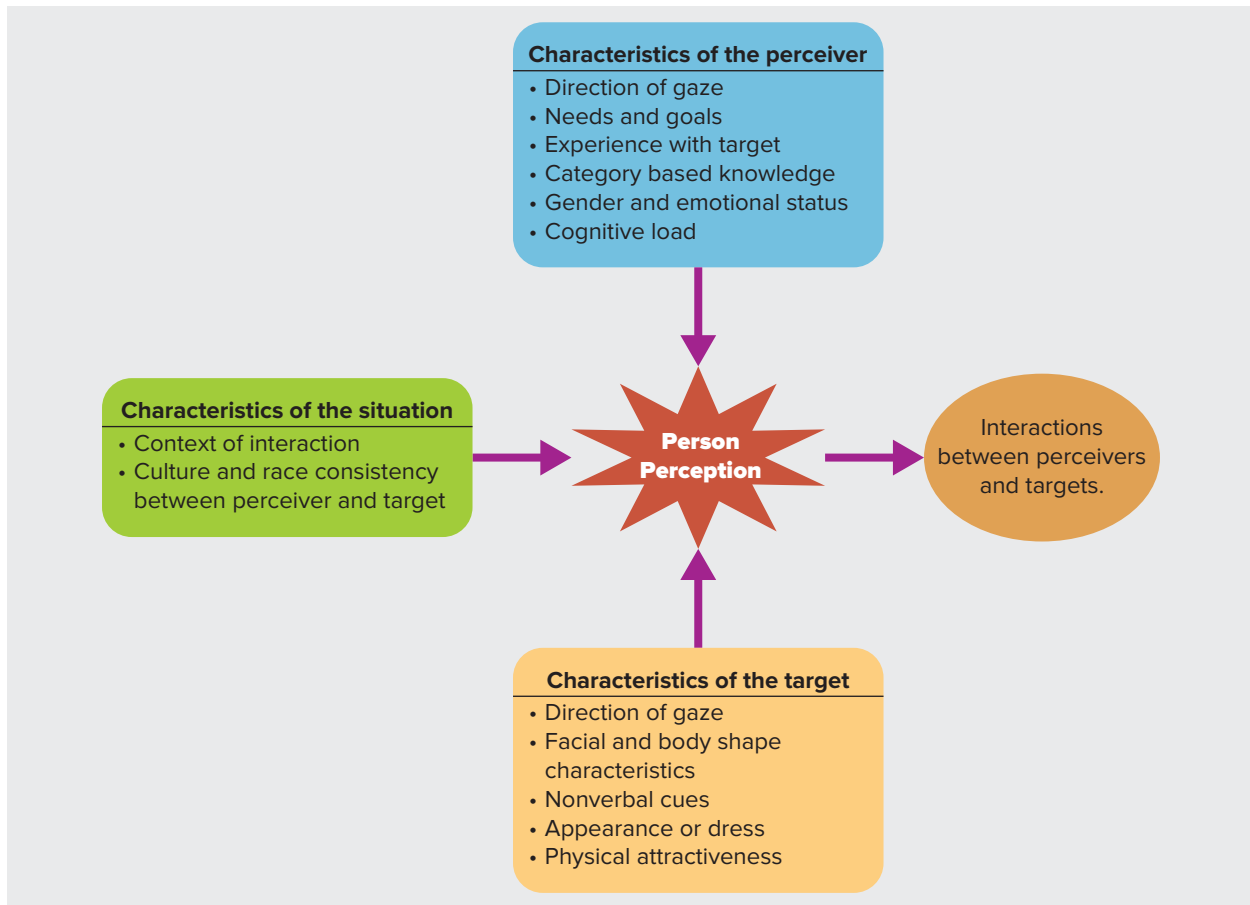 Characteristics of the perceiver
• Direction of gaze
• Needs and goals
• Experience with target
• Category based knowledge
• Gender and emotional status
• Cognitive load
Characteristics of the situation
• Context of interaction
• Culture and race consistency
between perceiver and target
Person
Perception
Interactions
between perceivers
and targets.
Characteristics of the target
• Direction of gaze
• Facial and body shape
characteristics
• Nonverbal cues
• Appearance or dress
• Physical attractiveness